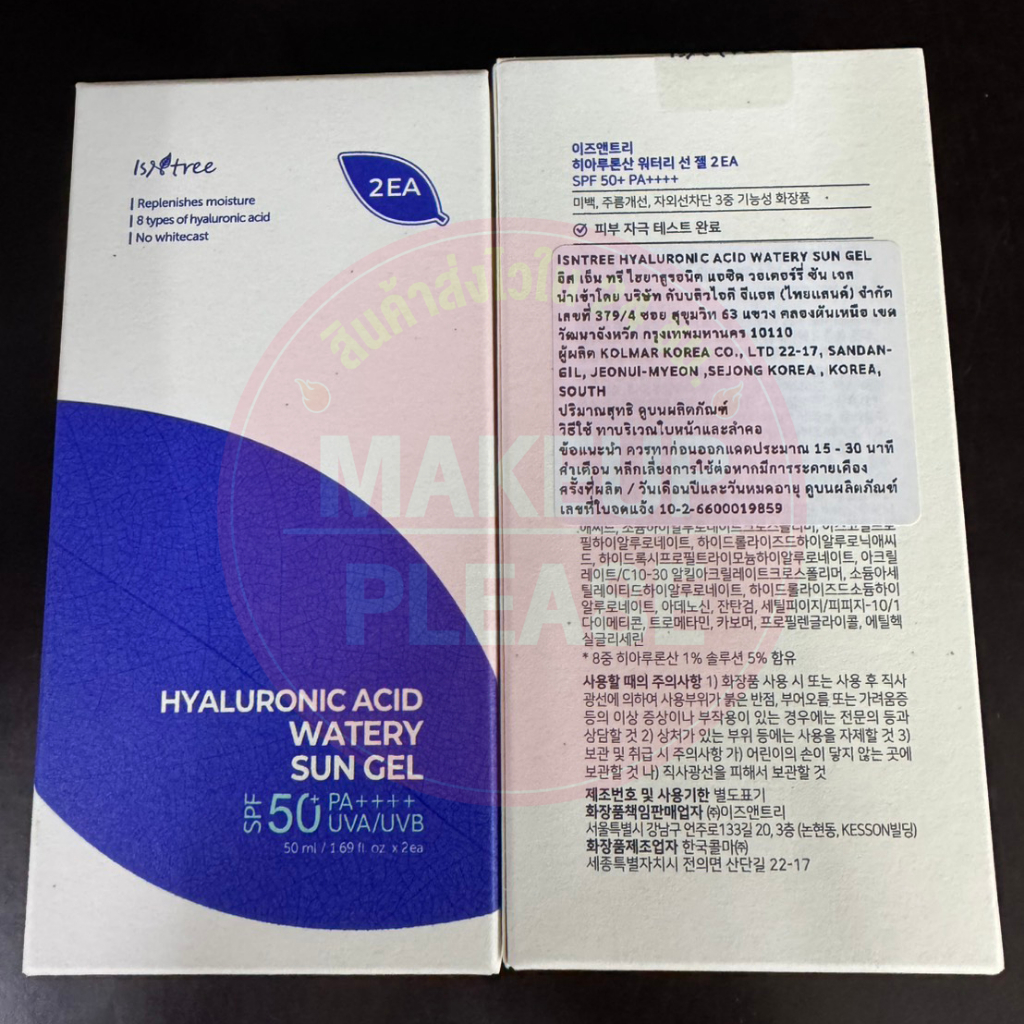 Isntree
2EA
Replenishes moisture
8 types of hyaluronic acid
No whitecast
HYALURONIC ACID
WATERY
SUN GEL
SPF 50+ PA++++
UVA/UVB
50 ml / 1.69 fl. oz x 2ea
이즈앤트리
히아루론산 워터리 선 젤 2EA
SPF 50+ PA++++
미백, 주름개선, 자외선차단 3중 기능성 화장품
피부 자극 테스트 완료
ISNTREE HYALURONIC ACID WATERY SUN GEL
อิส เอ็น ทรี ไฮยาลูรอนิค แอซิด วอเตอร์รี่ ซัน เจล
นำเข้าโดย บริษัท ดับบลิวไอดี จีแอล (ไทยแลนด์) จำกัด
เลขที่ 379/4 ซอย สุขุมวิท 63 แขวง คลองตันเหนือ เขต
วัฒนาจังหวัด กรุงเทพมหานคร 10110
ผู้ผลิต KOLMAR KOREA CO., LTD 22-17, SANDAN-
GIL, JEONUI-MYEON ,SEJONG KOREA , KOREA,
SOUTH
ปริมาณสุทธิ ดูบนผลิตภัณฑ์
วิธีใช้ ทาบริเวณใบหน้าและลำคอ
ข้อแนะนำ ควรทาก่อนออกแดดประมาณ 15 - 30 นาที
คำเตือน หลีกเลี่ยงการใช้ต่อหากมีการระคายเคือง
ครั้งที่ผลิต / วันเดือนปีและวันหมดอายุ ดูบนผลิตภัณฑ์
เลขที่ใบจดแจ้ง 10-2-6600019859
필하이알루로네이트, 하이드롤라이즈드하이알루로닉애씨
드, 하이드록시프로필트라이모늄하이알루로네이트, 아크릴
레이트/C10-30 알킬아크릴레이트크로스폴리머, 소듐아세
틸레이티드하이알루로네이트, 하이드롤라이즈드소듐하이
알루로네이트, 아데노신, 잔탄검, 세틸피이지/피피지-10/1
다이메티콘, 트로메타민, 카보머, 프로필렌글라이콜, 에틸헥
실글리세린
* 8중 히아루론산 1% 솔루션 5% 함유
사용할 때의 주의사항 1) 화장품 사용 시 또는 사용 후 직사
광선에 의하여 사용부위가 붉은 반점, 부어오름 또는 가려움증
등의 이상 증상이나 부작용이 있는 경우에는 전문의 등과
상담할 것 2) 상처가 있는 부위 등에는 사용을 자제할 것 3)
보관 및 취급 시 주의사항 가) 어린이의 손이 닿지 않는 곳에
보관할 것 나) 직사광선을 피해서 보관할 것
제조번호 및 사용기한 별도표기
화장품책임판매업자 ㈜이즈앤트리
서울특별시 강남구 언주로133길 20, 3층 (논현동, KESSON빌딩)
화장품제조업자 한국콜마㈜
세종특별자치시 전의면 산단길 22-17
สินค้าส่งไว
MAKEUP
PLEASE